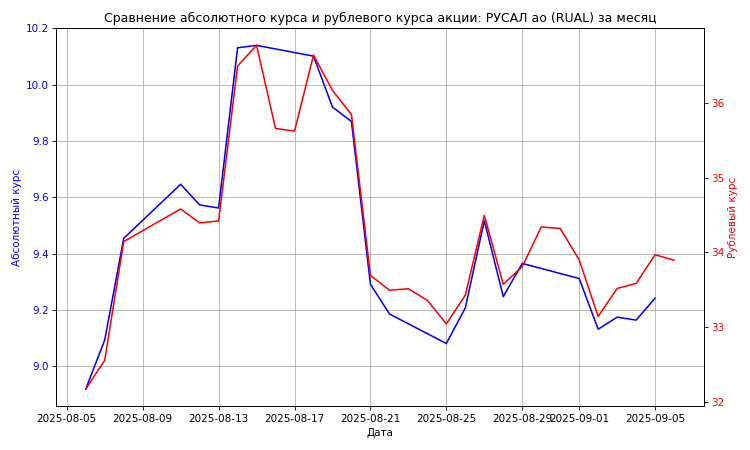 Сравнение абсолютного курса и рублевого курса акции: РУСАЛ ао (RUAL) за месяц
10.2
10.0
9.8
9.6
9.4
9.2
9.0
Абсолютный курс
36
35
34
33
32
Рублевый курс
2025-08-05 2025-08-09 2025-08-13 2025-08-17 2025-08-21 2025-08-25 2025-08-29 2025-09-01 2025-09-05
Дата